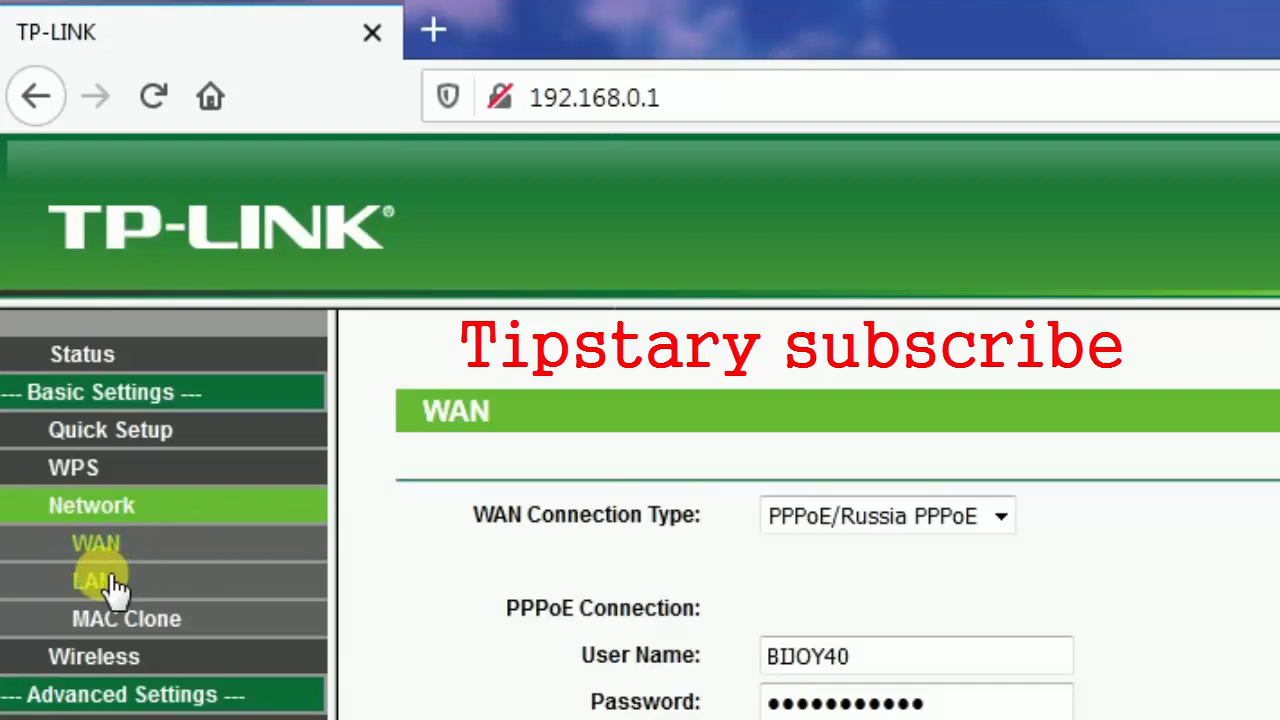 TP-LINK
192.168.0.1
TP-LINK®
Tipstary subscribe
Status
--- Basic Settings ---
Quick Setup
WPS
Network
WAN
LAN
MAC Clone
Wireless
--- Advanced Settings ---
WAN
WAN Connection Type: PPPoE/Russia PPPoE
PPPoE Connection:
User Name: BIJOY40
Password: •••••••••••